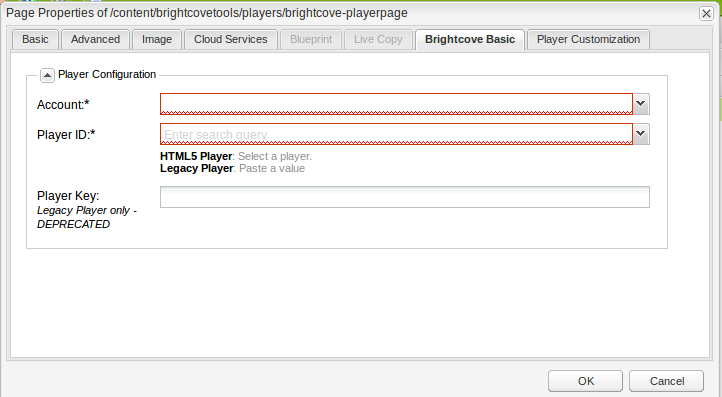 Page Properties of /content/brightcovetools/players/brightcove-playerpage
Basic Advanced Image Cloud Services Blueprint Live Copy Brightcove Basic Player Customization
Player Configuration
Account:*
Player ID:* Enter search query
HTML5 Player: Select a player.
Legacy Player: Paste a value
Player Key:
Legacy Player only -
DEPRECATED
OK Cancel